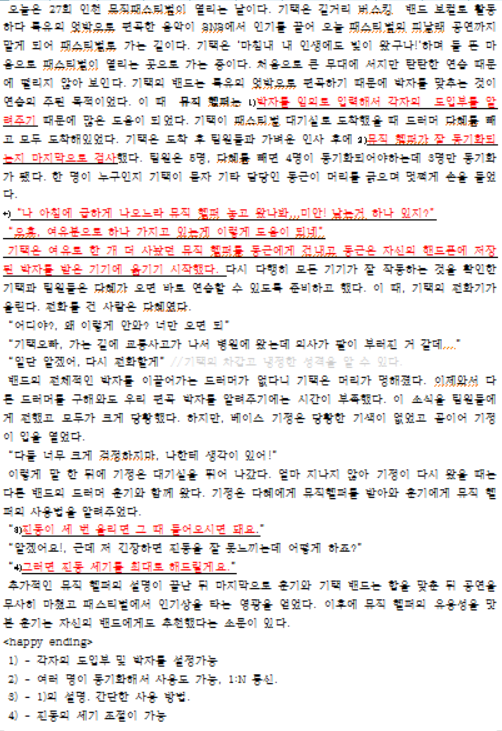 오늘은 27회 인천 뮤직페스티벌이 열리는 날이다. 기택은 길거리 버스킹 밴드 보컬로 활동
하다 특유의 엇박으로 편곡한 음악이 SNS에서 인기를 끌어 오늘 페스티벌의 피날레 공연까지
맡게 되어 페스티벌로 가는 길이다. 기택은 '마침내 내 인생에도 빛이 왔구나!'하며 들 뜬 마
음으로 페스티벌이 열리는 곳으로 가는 중이다. 처음으로 큰 무대에 서지만 탄탄한 연습 때문
에 떨리지 않아 보인다. 기택의 밴드는 특유의 엇박으로 편곡하기 때문에 박자를 맞추는 것이
연습의 주된 목적이었다. 이 때 뮤직 헬퍼는 1)박자를 임의로 입력해서 각자의 도입부를 알
려주기 때문에 많은 도움이 되었다. 기택이 페스티벌 대기실로 도착했을 때 드러머 다혜를 빼
고 모두 도착해있었다. 기택은 도착 후 팀원들과 가벼운 인사 후에 2)뮤직 헬퍼가 잘 동기화되
는지 마지막으로 검사했다. 팀원은 5명, 다혜를 빼면 4명이 동기화되어야하는데 3명만 동기화
가 됐다. 한 명이 누구인지 기택이 묻자 기타 담당인 동근이 머리를 긁으며 멋쩍게 손을 들었
다.
*) "나 아침에 급하게 나오느라 뮤직 헬퍼 놓고 왔나봐...미안! 남는거 하나 있지?"
"오호, 여유분으로 하나 가지고 있는게 이렇게 도움이 되네"
기택은 여유로 한 개 더 사놨던 뮤직 헬퍼를 동근에게 건네고 동근은 자신의 핸드폰에 저장
된 박자를 받은 기기에 옮기기 시작했다. 다시 다행히 모든 기기가 잘 작동하는 것을 확인한
기택과 팀원들은 다혜가 오면 바로 연습할 수 있도록 준비하고 했다. 이 때, 기택의 전화기가
울린다. 전화를 건 사람은 다혜였다.
"어디야?, 왜 이렇게 안와? 너만 오면 되"
"기택오빠, 가는 길에 교통사고가 나서 병원에 왔는데 의사가 팔이 부러진 거 같데...."
"일단 알겠어, 다시 전화할게" //기택의 차갑고 냉정한 성격을 알 수 있다.
밴드의 전체적인 박자를 이끌어가는 드러머가 없다니 기택은 머리가 멍해졌다. 이제와서 다
른 드러머를 구해와도 우리 편곡 박자를 알려주기에는 시간이 부족했다. 이 소식을 팀원들에
게 전했고 모두가 크게 당황했다. 하지만, 베이스 기정은 당황한 기색이 없었고 곧이어 기정
이 입을 열었다.
"다들 너무 크게 걱정하지마, 나한테 생각이 있어!"
이렇게 말 한 뒤에 기정은 대기실을 뛰어 나갔다. 얼마 지나지 않아 기정이 다시 왔을 때는
다른 밴드의 드러머 훈기와 함께 왔다. 기정은 다혜에게 뮤직헬퍼를 받아와 훈기에게 뮤직 헬
퍼의 사용법을 알려주었다.
"3)진동이 세 번 울리면 그 때 들어오시면 돼요."
"알겠어요!, 근데 저 긴장하면 진동을 잘 못느끼는데 어떻게 하죠?"
"4)그러면 진동 세기를 최대로 해드릴게요."
추가적인 뮤직 헬퍼의 설명이 끝난 뒤 마지막으로 훈기와 기택 밴드는 합을 맞춘 뒤 공연을
무사히 마쳤고 페스티벌에서 인기상을 타는 영광을 얻었다. 이후에 뮤직 헬퍼의 유용성을 맛
본 훈기는 자신의 밴드에게도 추천했다는 소문이 있다.
<happy ending>
1) - 각자의 도입부 및 박자를 설정가능
2) - 여러 명이 동기화해서 사용도 가능, 1:N 통신.
3) - 1)의 설명. 간단한 사용 방법.
4) - 진동의 세기 조절이 가능